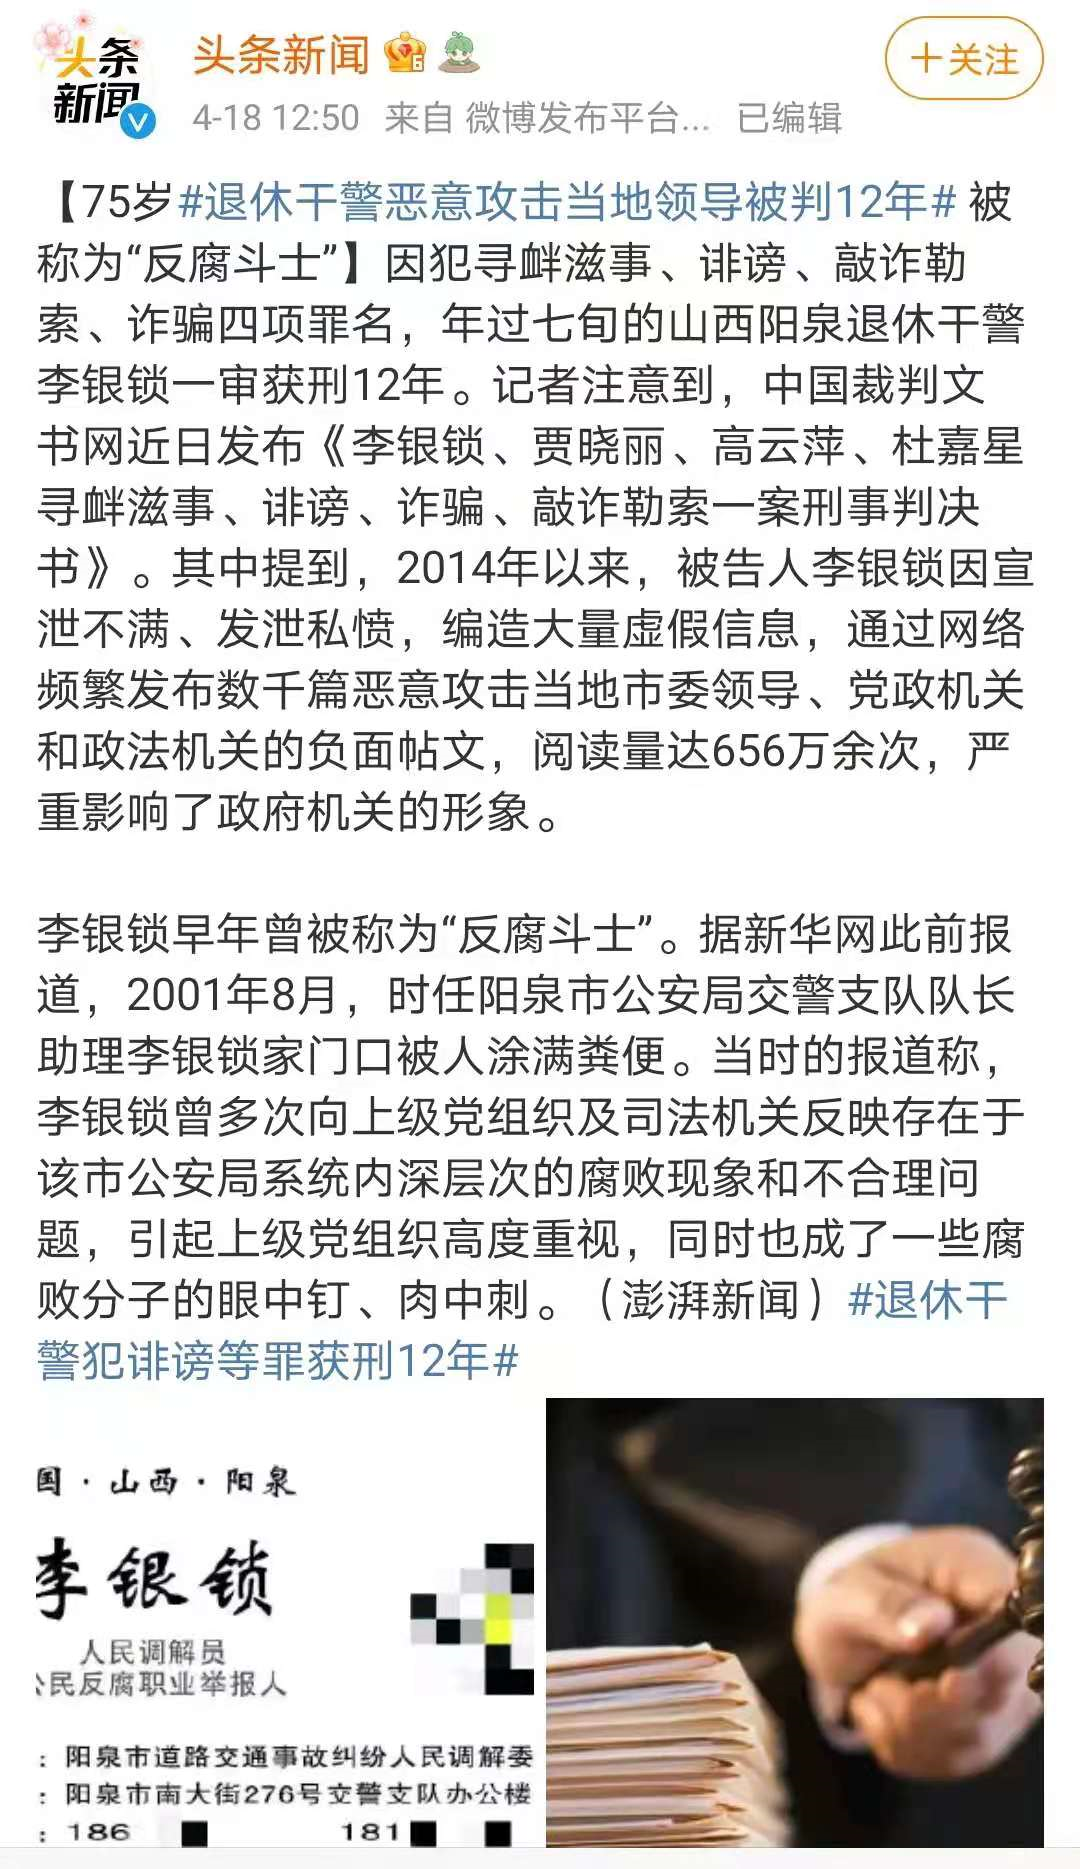 头条
新闻
头条新闻
6
+关注
4-18 12:50 来自 微博发布平台... 已编辑
【75岁#退休干警恶意攻击当地领导被判12年# 被
称为“反腐斗士”】因犯寻衅滋事、诽谤、敲诈勒
索、诈骗四项罪名，年过七旬的山西阳泉退休干警
李银锁一审获刑12年。记者注意到，中国裁判文
书网近日发布《李银锁、贾晓丽、高云萍、杜嘉星
寻衅滋事、诽谤、诈骗、敲诈勒索一案刑事判决
书》。其中提到，2014年以来，被告人李银锁因宣
泄不满、发泄私愤，编造大量虚假信息，通过网络
频繁发布数千篇恶意攻击当地市委领导、党政机关
和政法机关的负面帖文，阅读量达656万余次，严
重影响了政府机关的形象。
李银锁早年曾被称为“反腐斗士”。据新华网此前报
道，2001年8月，时任阳泉市公安局交警支队队长
助理李银锁家门口被人涂满粪便。当时的报道称，
李银锁曾多次向上级党组织及司法机关反映存在于
该市公安局系统内深层次的腐败现象和不合理问
题，引起上级党组织高度重视，同时也成了一些腐
败分子的眼中钉、肉中刺。（澎湃新闻）#退休干
警犯诽谤等罪获刑12年#
国·山西·阳泉
李银锁
人民调解员
公民反腐职业举报人
：阳泉市道路交通事故纠纷人民调解委
：阳泉市南大街276号交警支队办公楼
：186 181